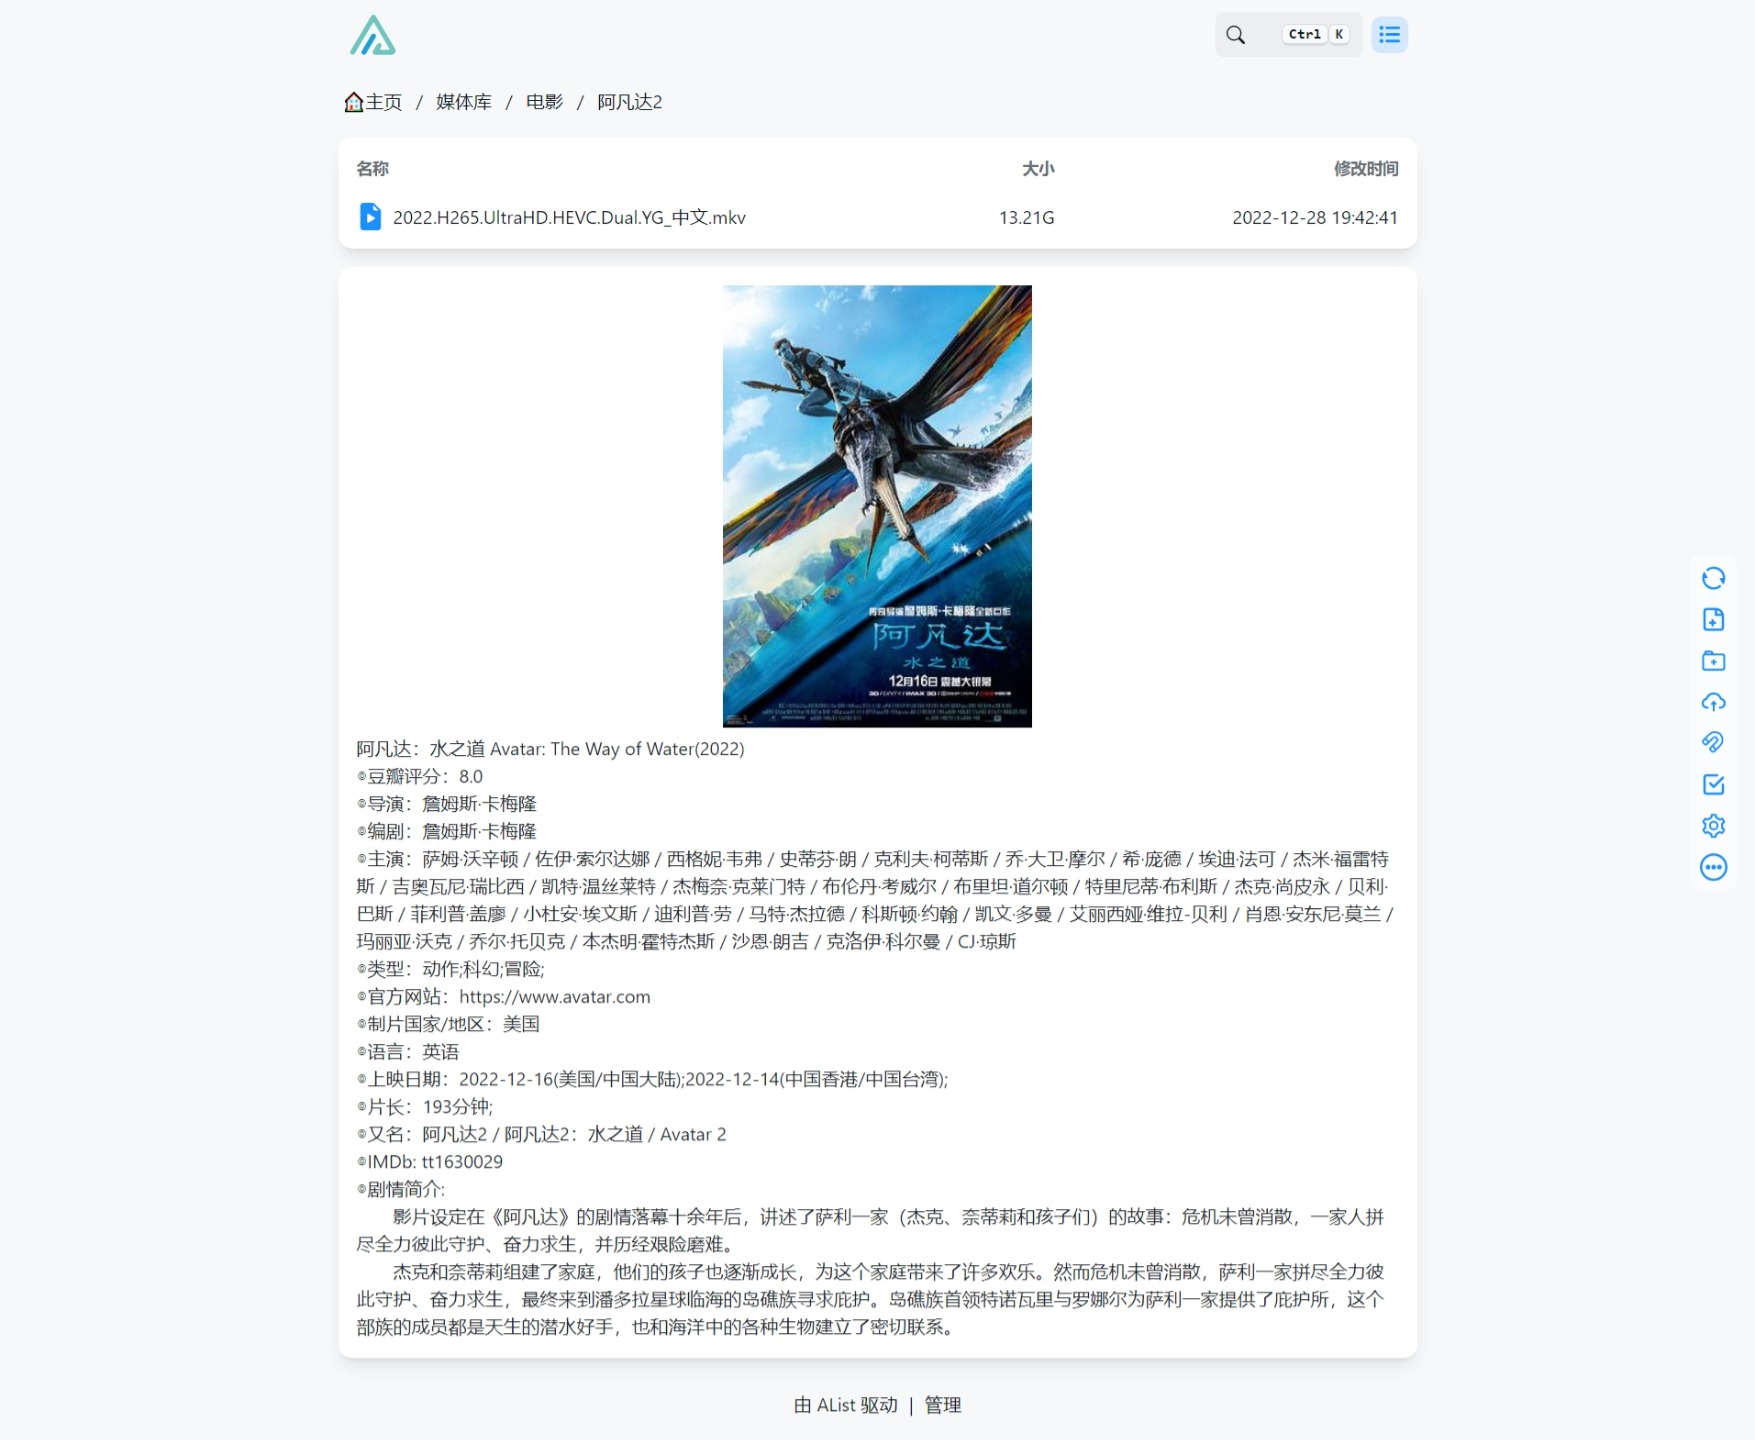 Ctrl K
主页 / 媒体库 / 电影 / 阿凡达2
名称 大小 修改时间
2022.H265.UltraHD.HEVC.Dual.YG_中文.mkv 13.21G 2022-12-28 19:42:41
传奇导演詹姆斯·卡梅隆全新巨作
阿凡达
水之道
12月16日 震撼大银幕
阿凡达：水之道 Avatar: The Way of Water(2022)
◎豆瓣评分：8.0
◎导演：詹姆斯·卡梅隆
◎编剧：詹姆斯·卡梅隆
◎主演：萨姆·沃辛顿 / 佐伊·索尔达娜 / 西格妮·韦弗 / 史蒂芬·朗 / 克利夫·柯蒂斯 / 乔·大卫·摩尔 / 希·庞德 / 埃迪·法可 / 杰米·福雷特
斯 / 吉奥瓦尼·瑞比西 / 凯特·温丝莱特 / 杰梅奈·克莱门特 / 布伦丹·考威尔 / 布里坦·道尔顿 / 特里尼蒂·布利斯 / 杰克·尚皮永 / 贝利·
巴斯 / 菲利普·盖廖 / 小杜安·埃文斯 / 迪利普·劳 / 马特·杰拉德 / 科斯顿·约翰 / 凯文·多曼 / 艾丽西娅·维拉-贝利 / 肖恩·安东尼·莫兰 /
玛丽亚·沃克 / 乔尔·托贝克 / 本杰明·霍特杰斯 / 沙恩·朗吉 / 克洛伊·科尔曼 / CJ·琼斯
◎类型：动作;科幻;冒险;
◎官方网站：https://www.avatar.com
◎制片国家/地区：美国
◎语言：英语
◎上映日期：2022-12-16(美国/中国大陆);2022-12-14(中国香港/中国台湾);
◎片长：193分钟;
◎又名：阿凡达2 / 阿凡达2：水之道 / Avatar 2
◎IMDb: tt1630029
◎剧情简介:
影片设定在《阿凡达》的剧情落幕十余年后，讲述了萨利一家（杰克、奈蒂莉和孩子们）的故事：危机未曾消散，一家人拼
尽全力彼此守护、奋力求生，并历经艰险磨难。
杰克和奈蒂莉组建了家庭，他们的孩子也逐渐成长，为这个家庭带来了许多欢乐。然而危机未曾消散，萨利一家拼尽全力彼
此守护、奋力求生，最终来到潘多拉星球临海的岛礁族寻求庇护。岛礁族首领特诺瓦里与罗娜尔为萨利一家提供了庇护所，这个
部族的成员都是天生的潜水好手，也和海洋中的各种生物建立了密切联系。
由 AList 驱动 | 管理